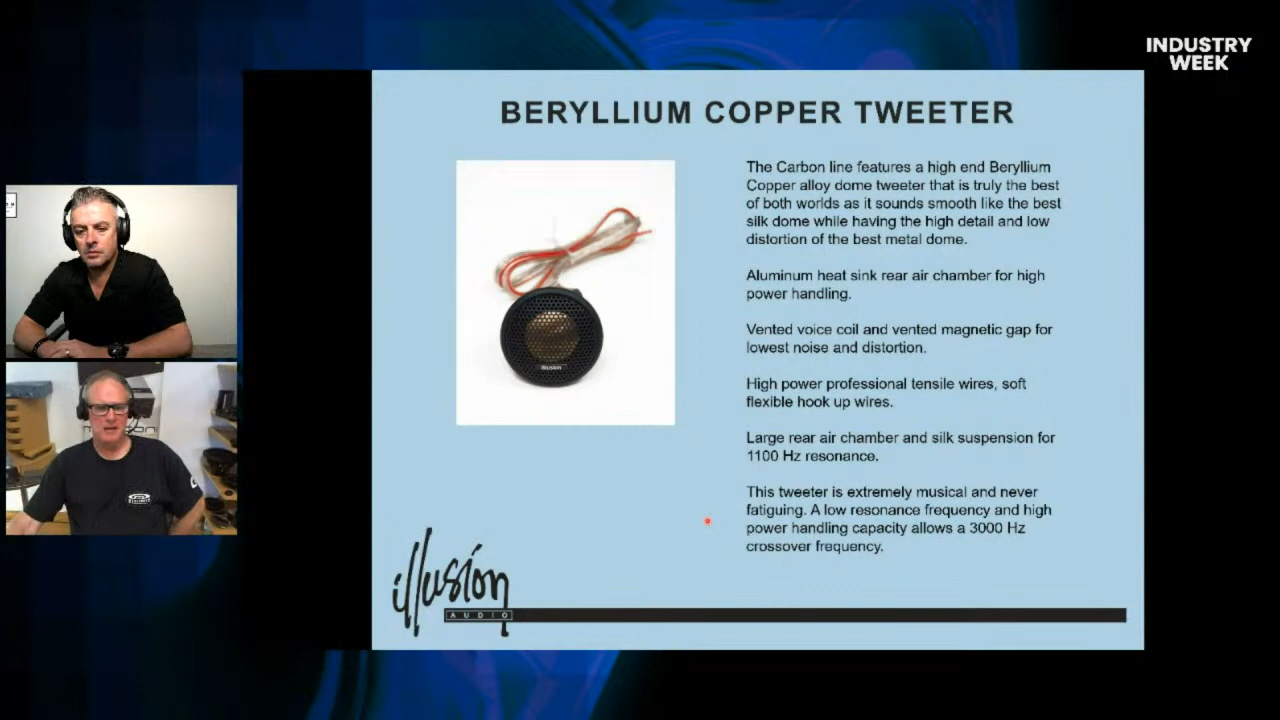 INDUSTRY
WEEK
BERYLLIUM COPPER TWEETER
The Carbon line features a high end Beryllium
Copper alloy dome tweeter that is truly the best
of both worlds as it sounds smooth like the best
silk dome while having the high detail and low
distortion of the best metal dome.
Aluminum heat sink rear air chamber for high
power handling.
Vented voice coil and vented magnetic gap for
lowest noise and distortion.
High power professional tensile wires, soft
flexible hook up wires.
Large rear air chamber and silk suspension for
1100 Hz resonance.
This tweeter is extremely musical and never
fatiguing. A low resonance frequency and high
power handling capacity allows a 3000 Hz
crossover frequency.
illusion
illusion
AUDIO